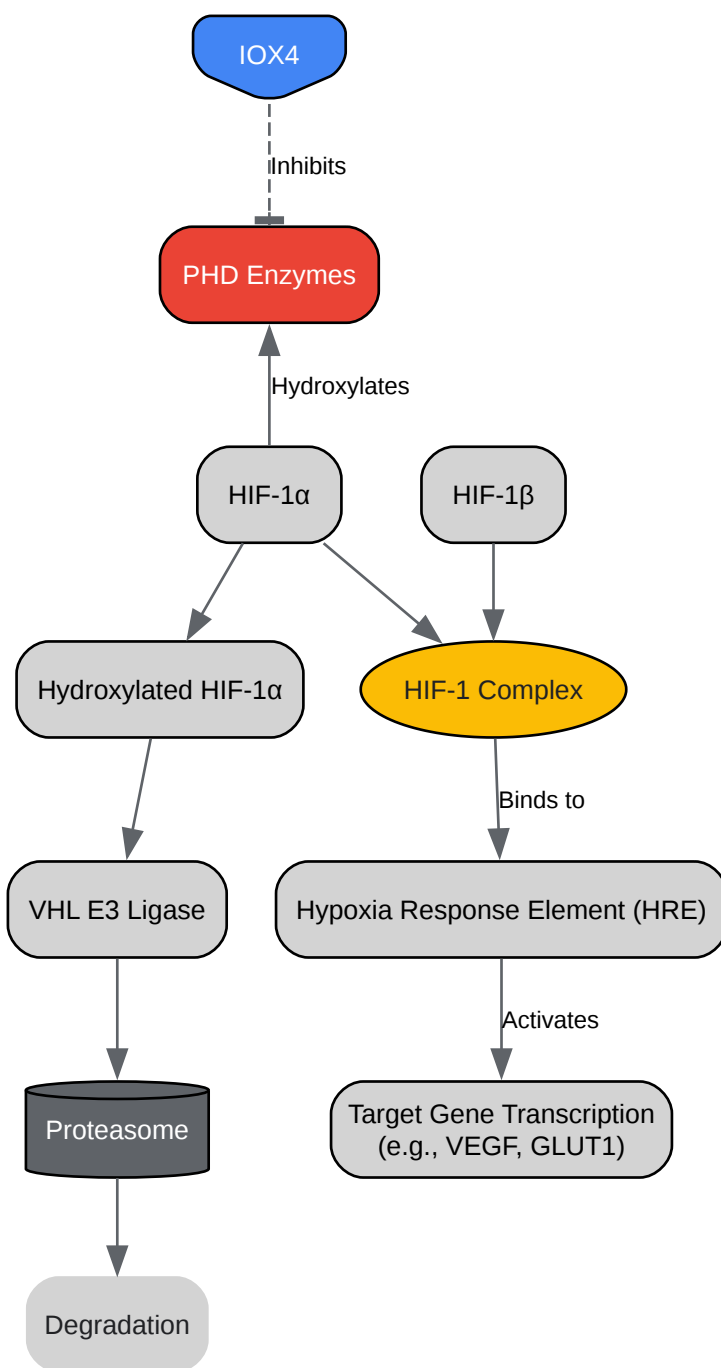 IOX4
Inhibits
PHD Enzymes
Hydroxylates
HIF-1α
HIF-1β
Hydroxylated HIF-1α
HIF-1 Complex
Binds to
VHL E3 Ligase
Hypoxia Response Element (HRE)
Activates
Proteasome
Target Gene Transcription
(e.g., VEGF, GLUT1)
Degradation